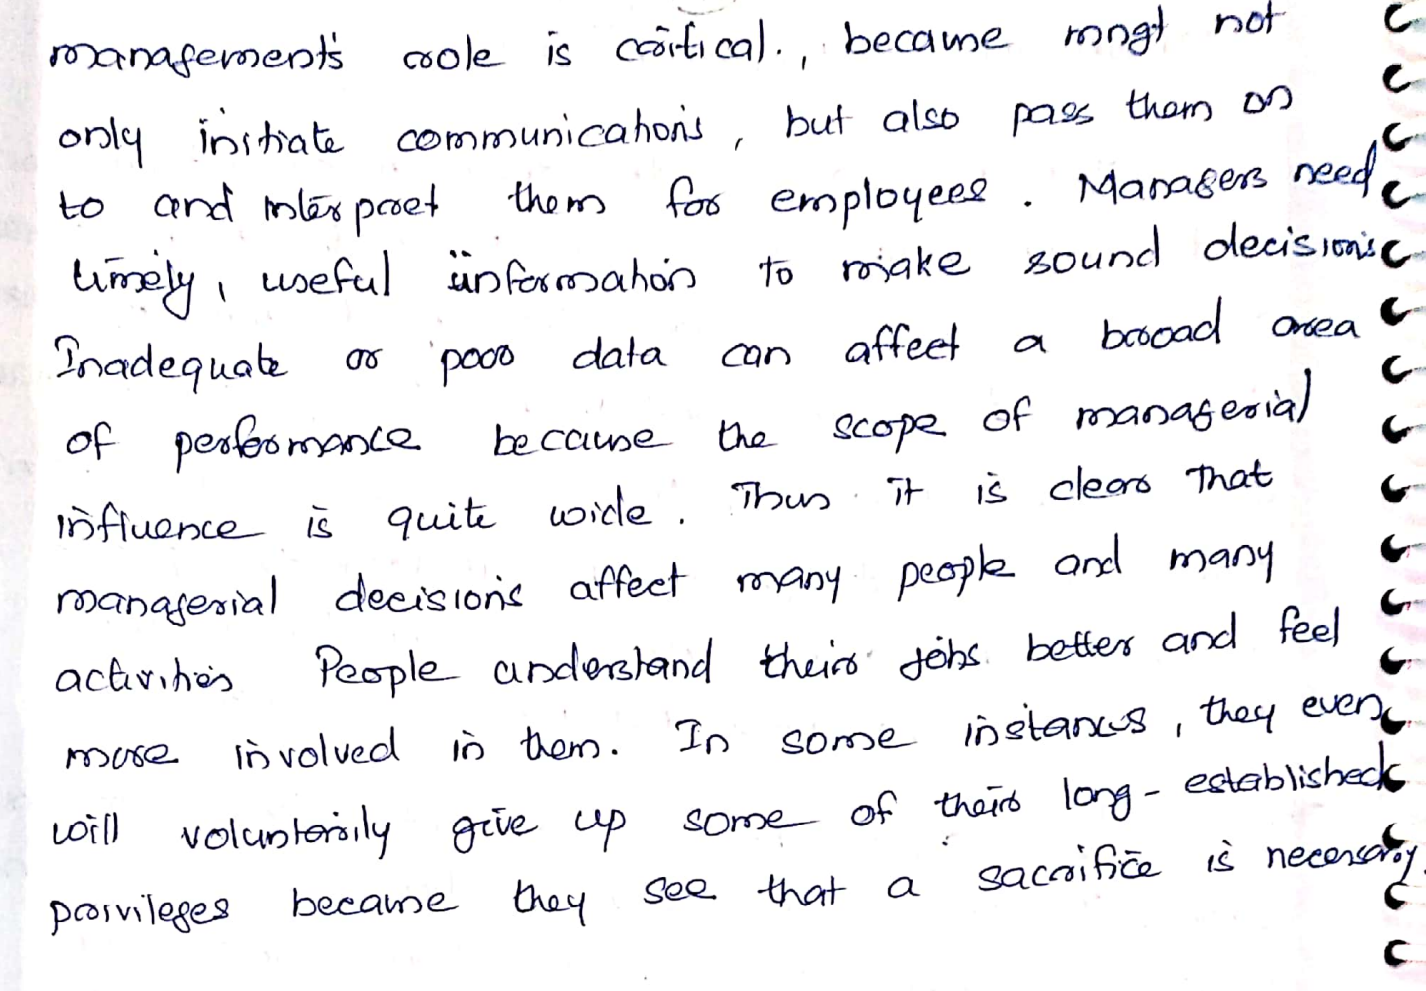 management's role is critical., because mngt not
only initiate communications, but also pass them on
to and interpret them for employees. Managers need
timely, useful information to make sound decisions
Inadequate or poor data can affect a broad area
of performance because the scope of managerial
influence is quite wide. Thus it is clear that
managerial decisions affect many people and many
activities People understand their jobs better and feel
more involved in them. In some instances, they even
will voluntarily give up some of their long-established
privileges because they see that a sacrifice is necessary.